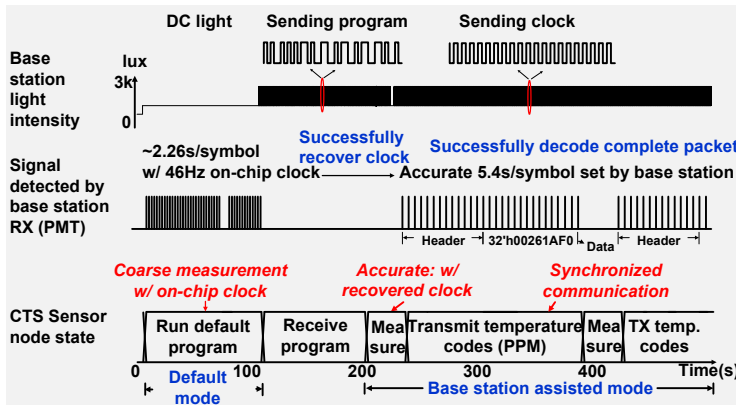 DC light
Sending program
Sending clock
Base
station
light
intensity
lux
3k
0
Signal
detected by
base station
RX (PMT)
~2.26s/symbol
w/ 46Hz on-chip clock
Successfully
recover clock
Successfully decode complete packet
Accurate 5.4s/symbol set by base station
Header
32'h00261AF0
Data
Header
Coarse measurement
w/ on-chip clock
Accurate: w/
recovered clock
Synchronized
communication
CTS Sensor
node state
Run default
program
Receive
program
Mea
sure
Transmit temperature
codes (PPM)
Mea
sure
TX temp.
codes
0
100
200
300
400
Time(s)
Default
mode
Base station assisted mode